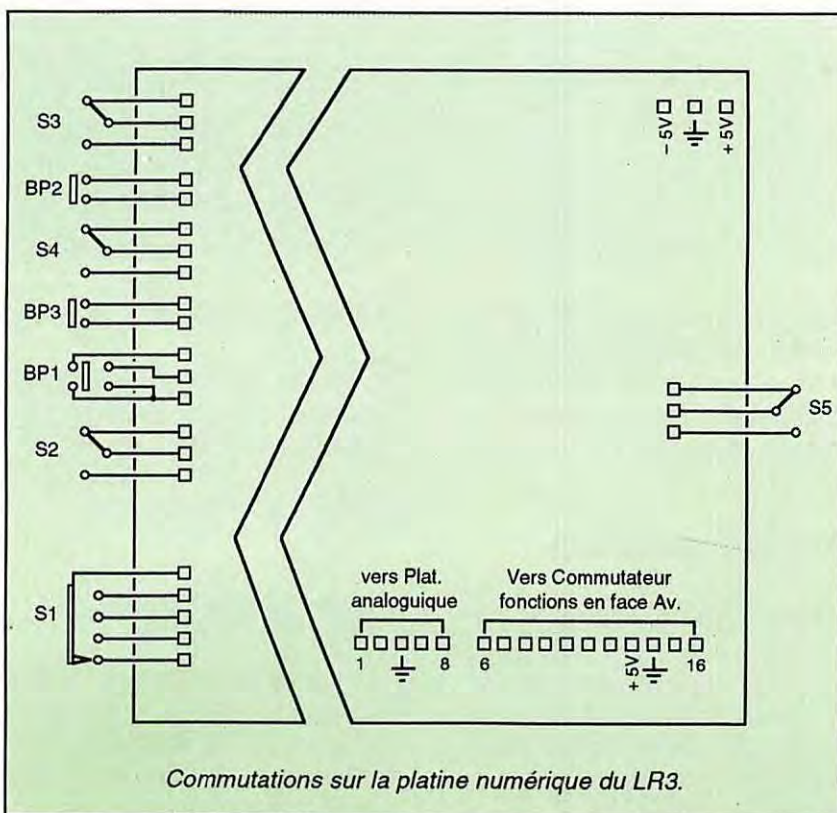 S3
BP2
S4
BP3
BP1
S2
S1
- 5V
+ 5V
S5
vers Plat.
analoguique
Vers Commutateur
fonctions en face Av.
1 8 6 16
+ 5V
Commutations sur la platine numérique du LR3.